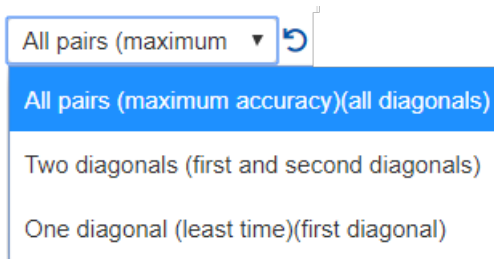 All pairs (maximum
All pairs (maximum accuracy)(all diagonals)
Two diagonals (first and second diagonals)
One diagonal (least time)(first diagonal)